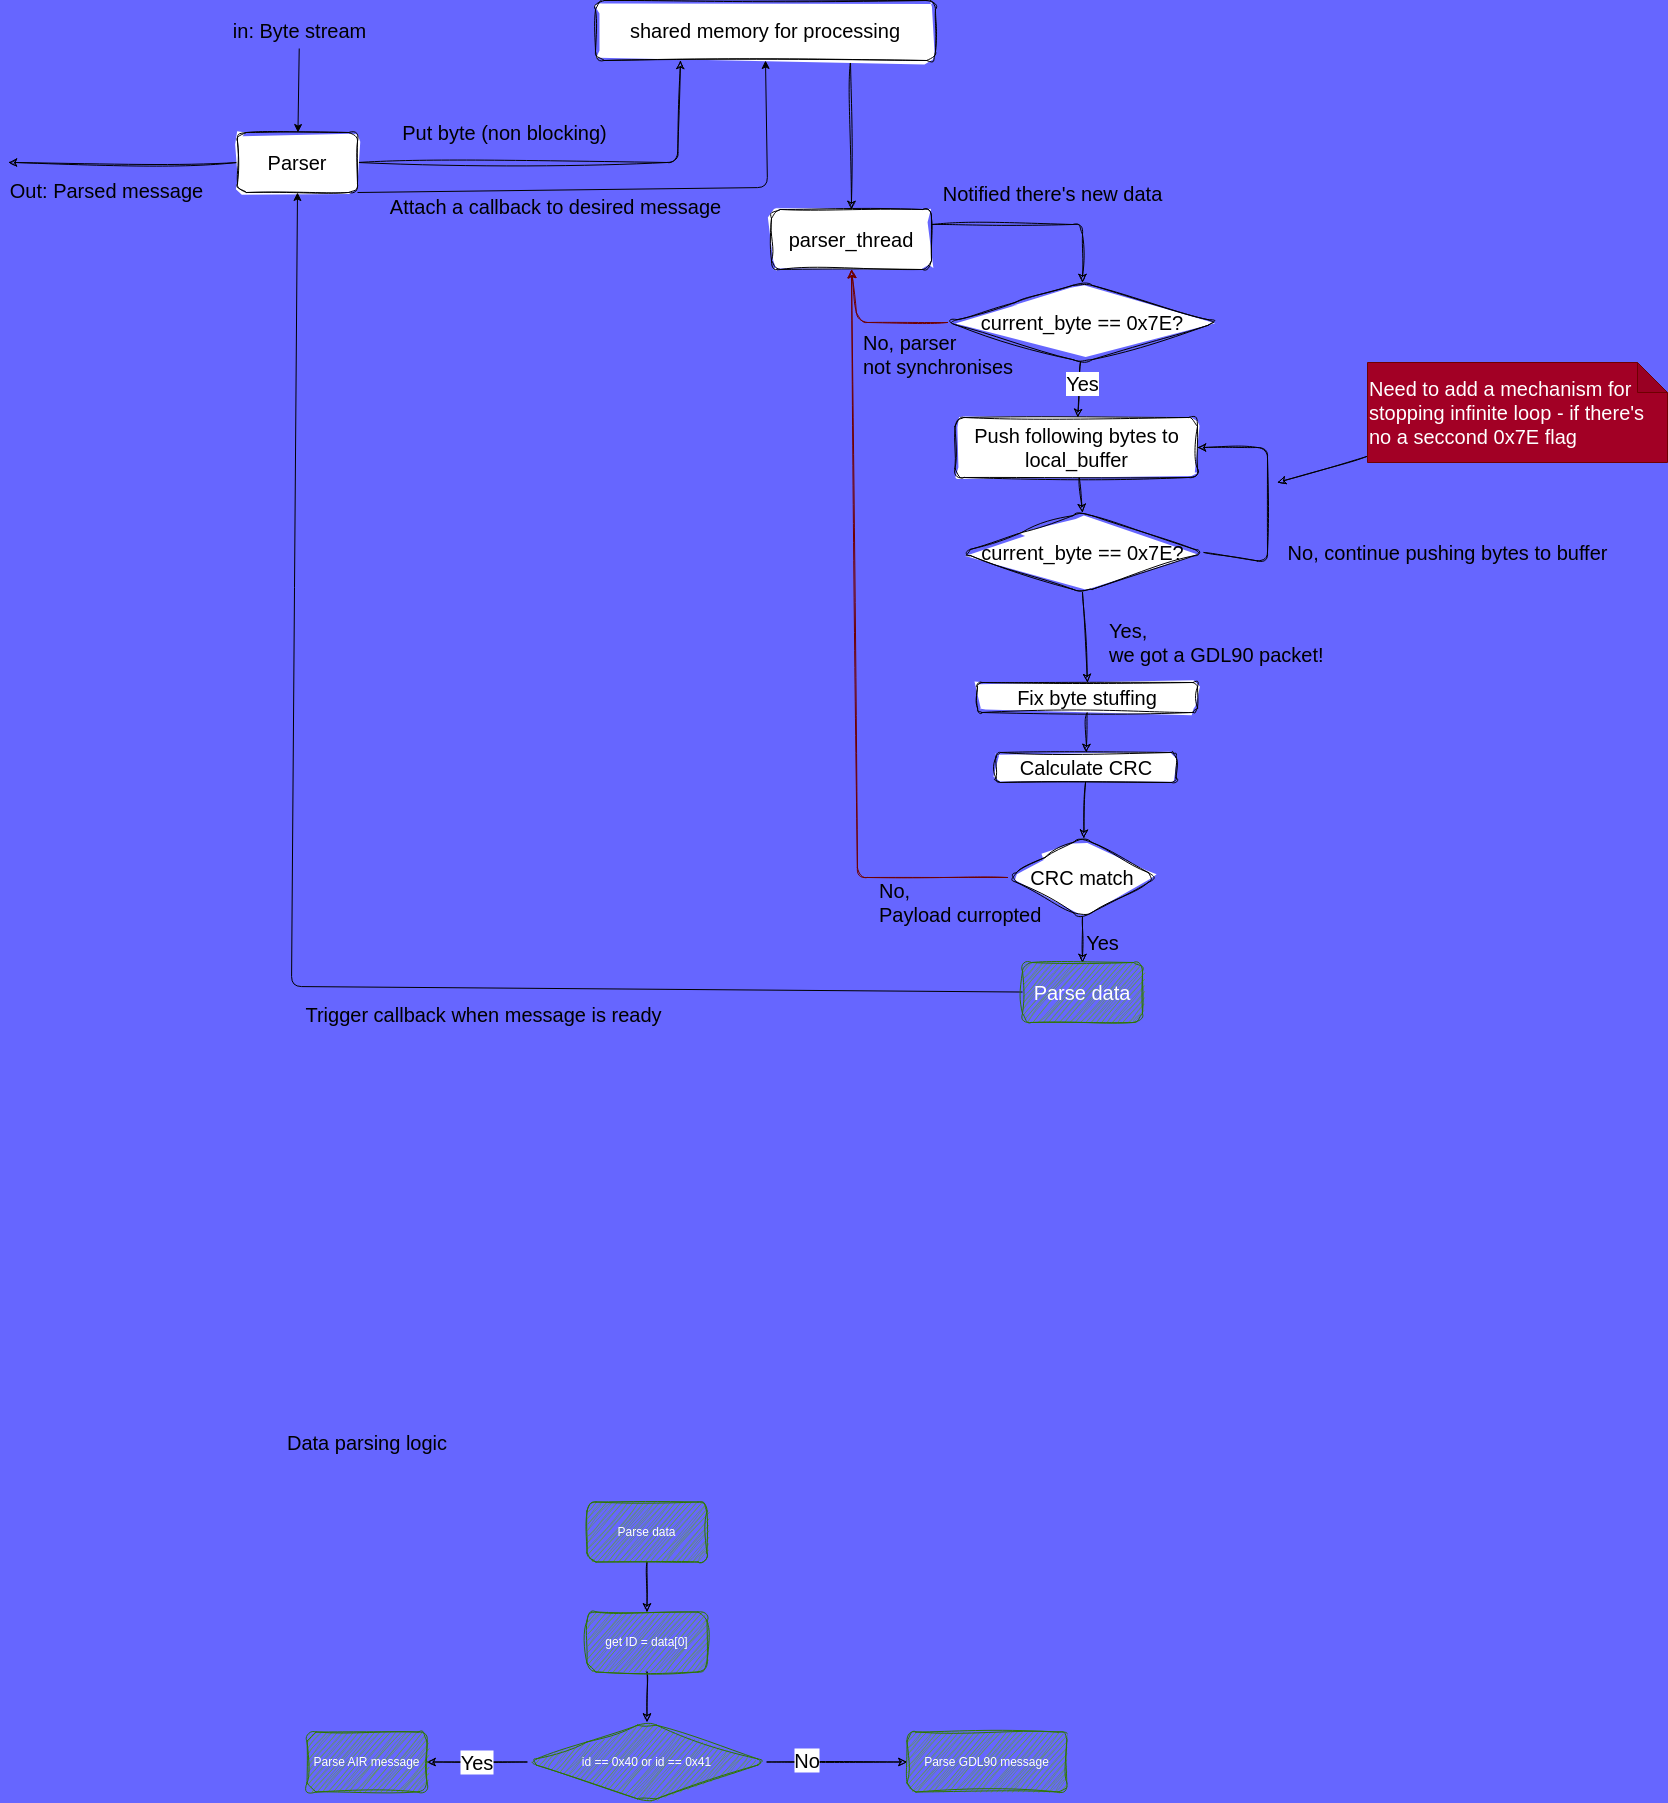 in: Byte stream
shared memory for processing
Put byte (non blocking)
Parser
Out: Parsed message
Attach a callback to desired message
Notified there's new data
parser_thread
current_byte == 0x7E?
No, parser
not synchronises
Yes
Need to add a mechanism for
stopping infinite loop - if there's
no a seccond 0x7E flag
Push following bytes to
local_buffer
current_byte == 0x7E?
No, continue pushing bytes to buffer
Yes,
we got a GDL90 packet!
Fix byte stuffing
Calculate CRC
CRC match
No,
Payload curropted
Yes
Parse data
Trigger callback when message is ready
Data parsing logic
Parse data
get ID = data[0]
Parse AIR message
Yes
id == 0x40 or id == 0x41
No
Parse GDL90 message